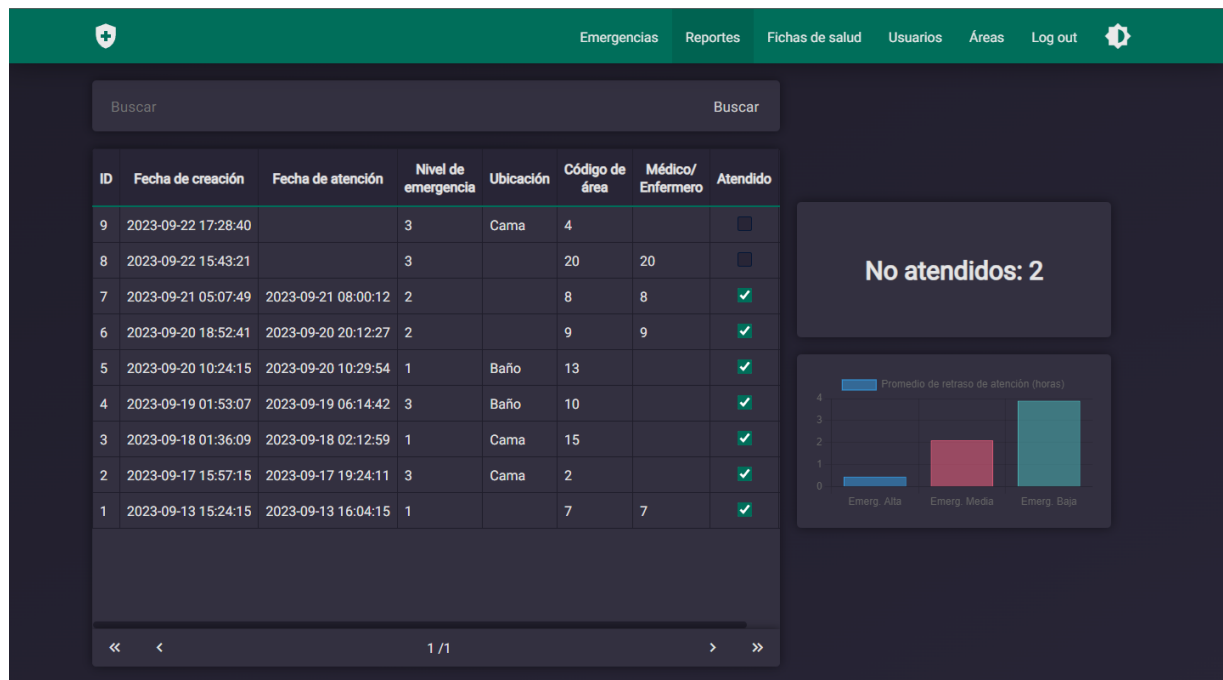 Emergencias Reportes Fichas de salud Usuarios Áreas Log out
Buscar Buscar
ID Fecha de creación Fecha de atención Nivel de emergencia Ubicación Código de área Médico/ Enfermero Atendido
9 2023-09-22 17:28:40 3 Cama 4
8 2023-09-22 15:43:21 3 20 20
7 2023-09-21 05:07:49 2023-09-21 08:00:12 2 8 8
6 2023-09-20 18:52:41 2023-09-20 20:12:27 2 9 9
5 2023-09-20 10:24:15 2023-09-20 10:29:54 1 Baño 13
4 2023-09-19 01:53:07 2023-09-19 06:14:42 3 Baño 10
3 2023-09-18 01:36:09 2023-09-18 02:12:59 1 Cama 15
2 2023-09-17 15:57:15 2023-09-17 19:24:11 3 Cama 2
1 2023-09-13 15:24:15 2023-09-13 16:04:15 1 7 7
« ‹ 1 /1 › »
No atendidos: 2
Promedio de retraso de atención (horas)
4
3
2
1
0
Emerg. Alta Emerg. Media Emerg. Baja